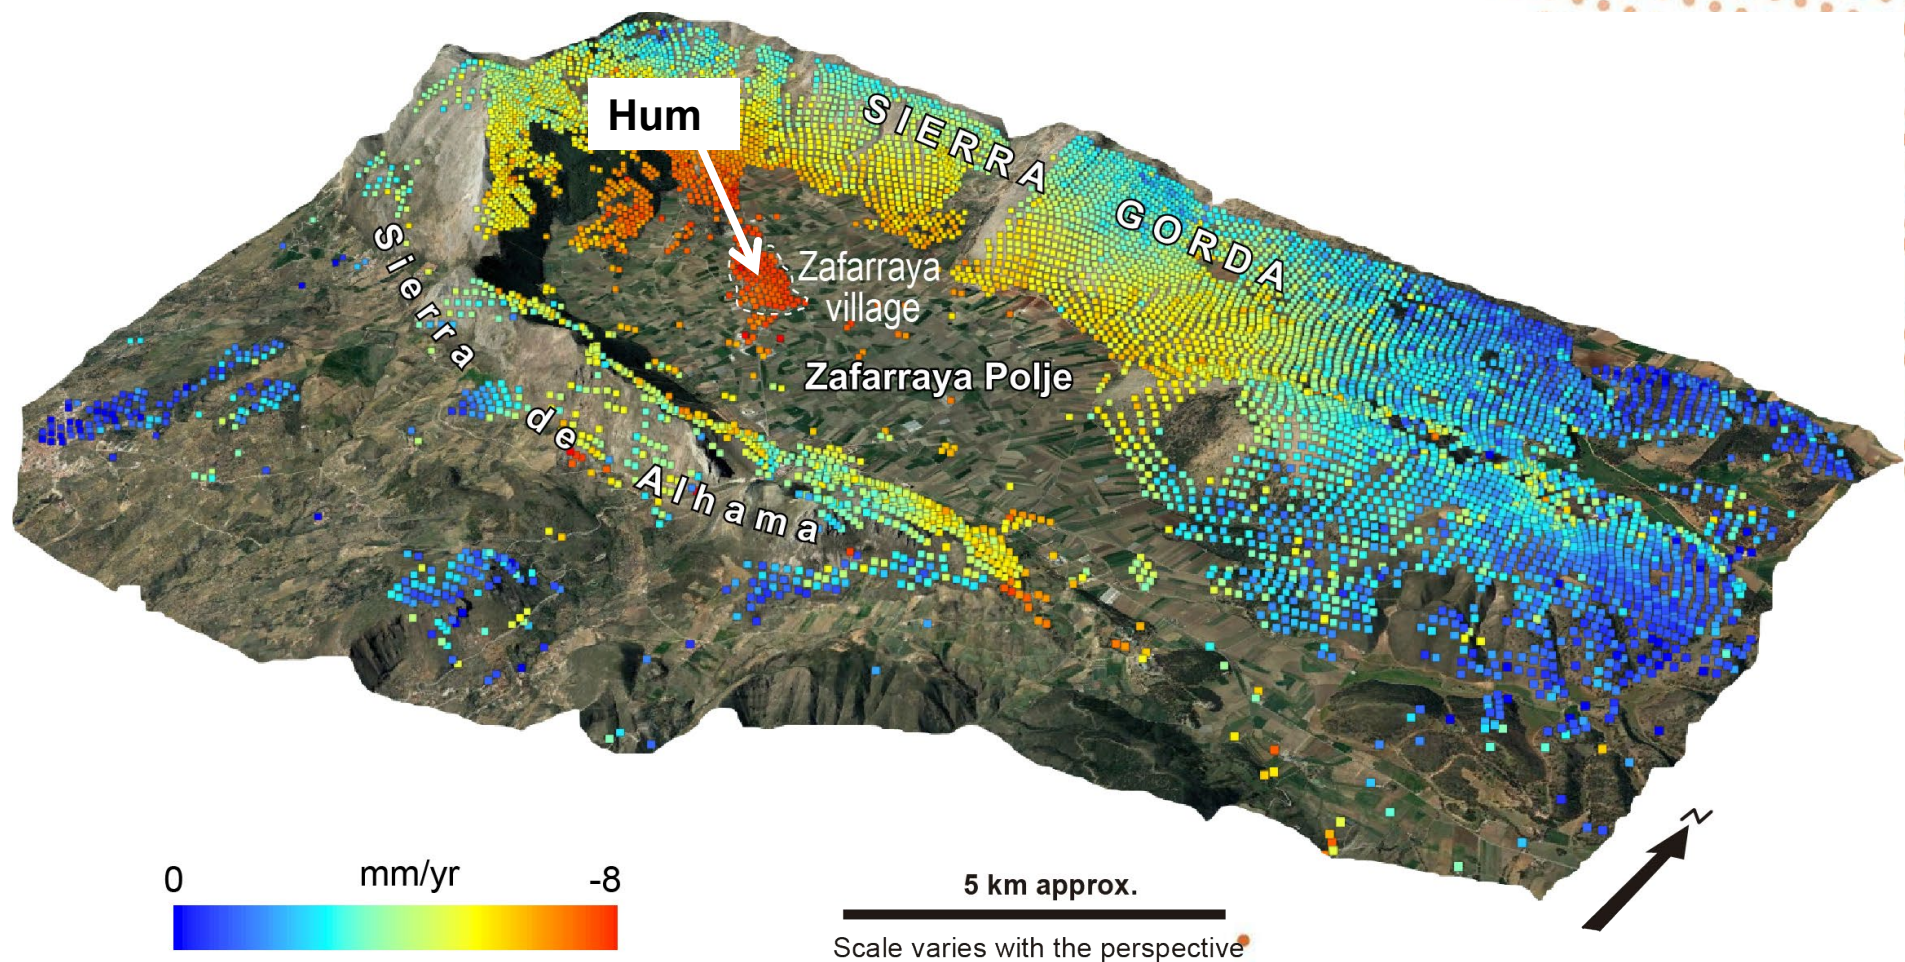 Hum
SIERRA
GORDA
Sierra
de
Alhama
Zafarraya
village
Zafarraya Polje
0
mm/yr
-8
5 km approx.
Scale varies with the perspective
N